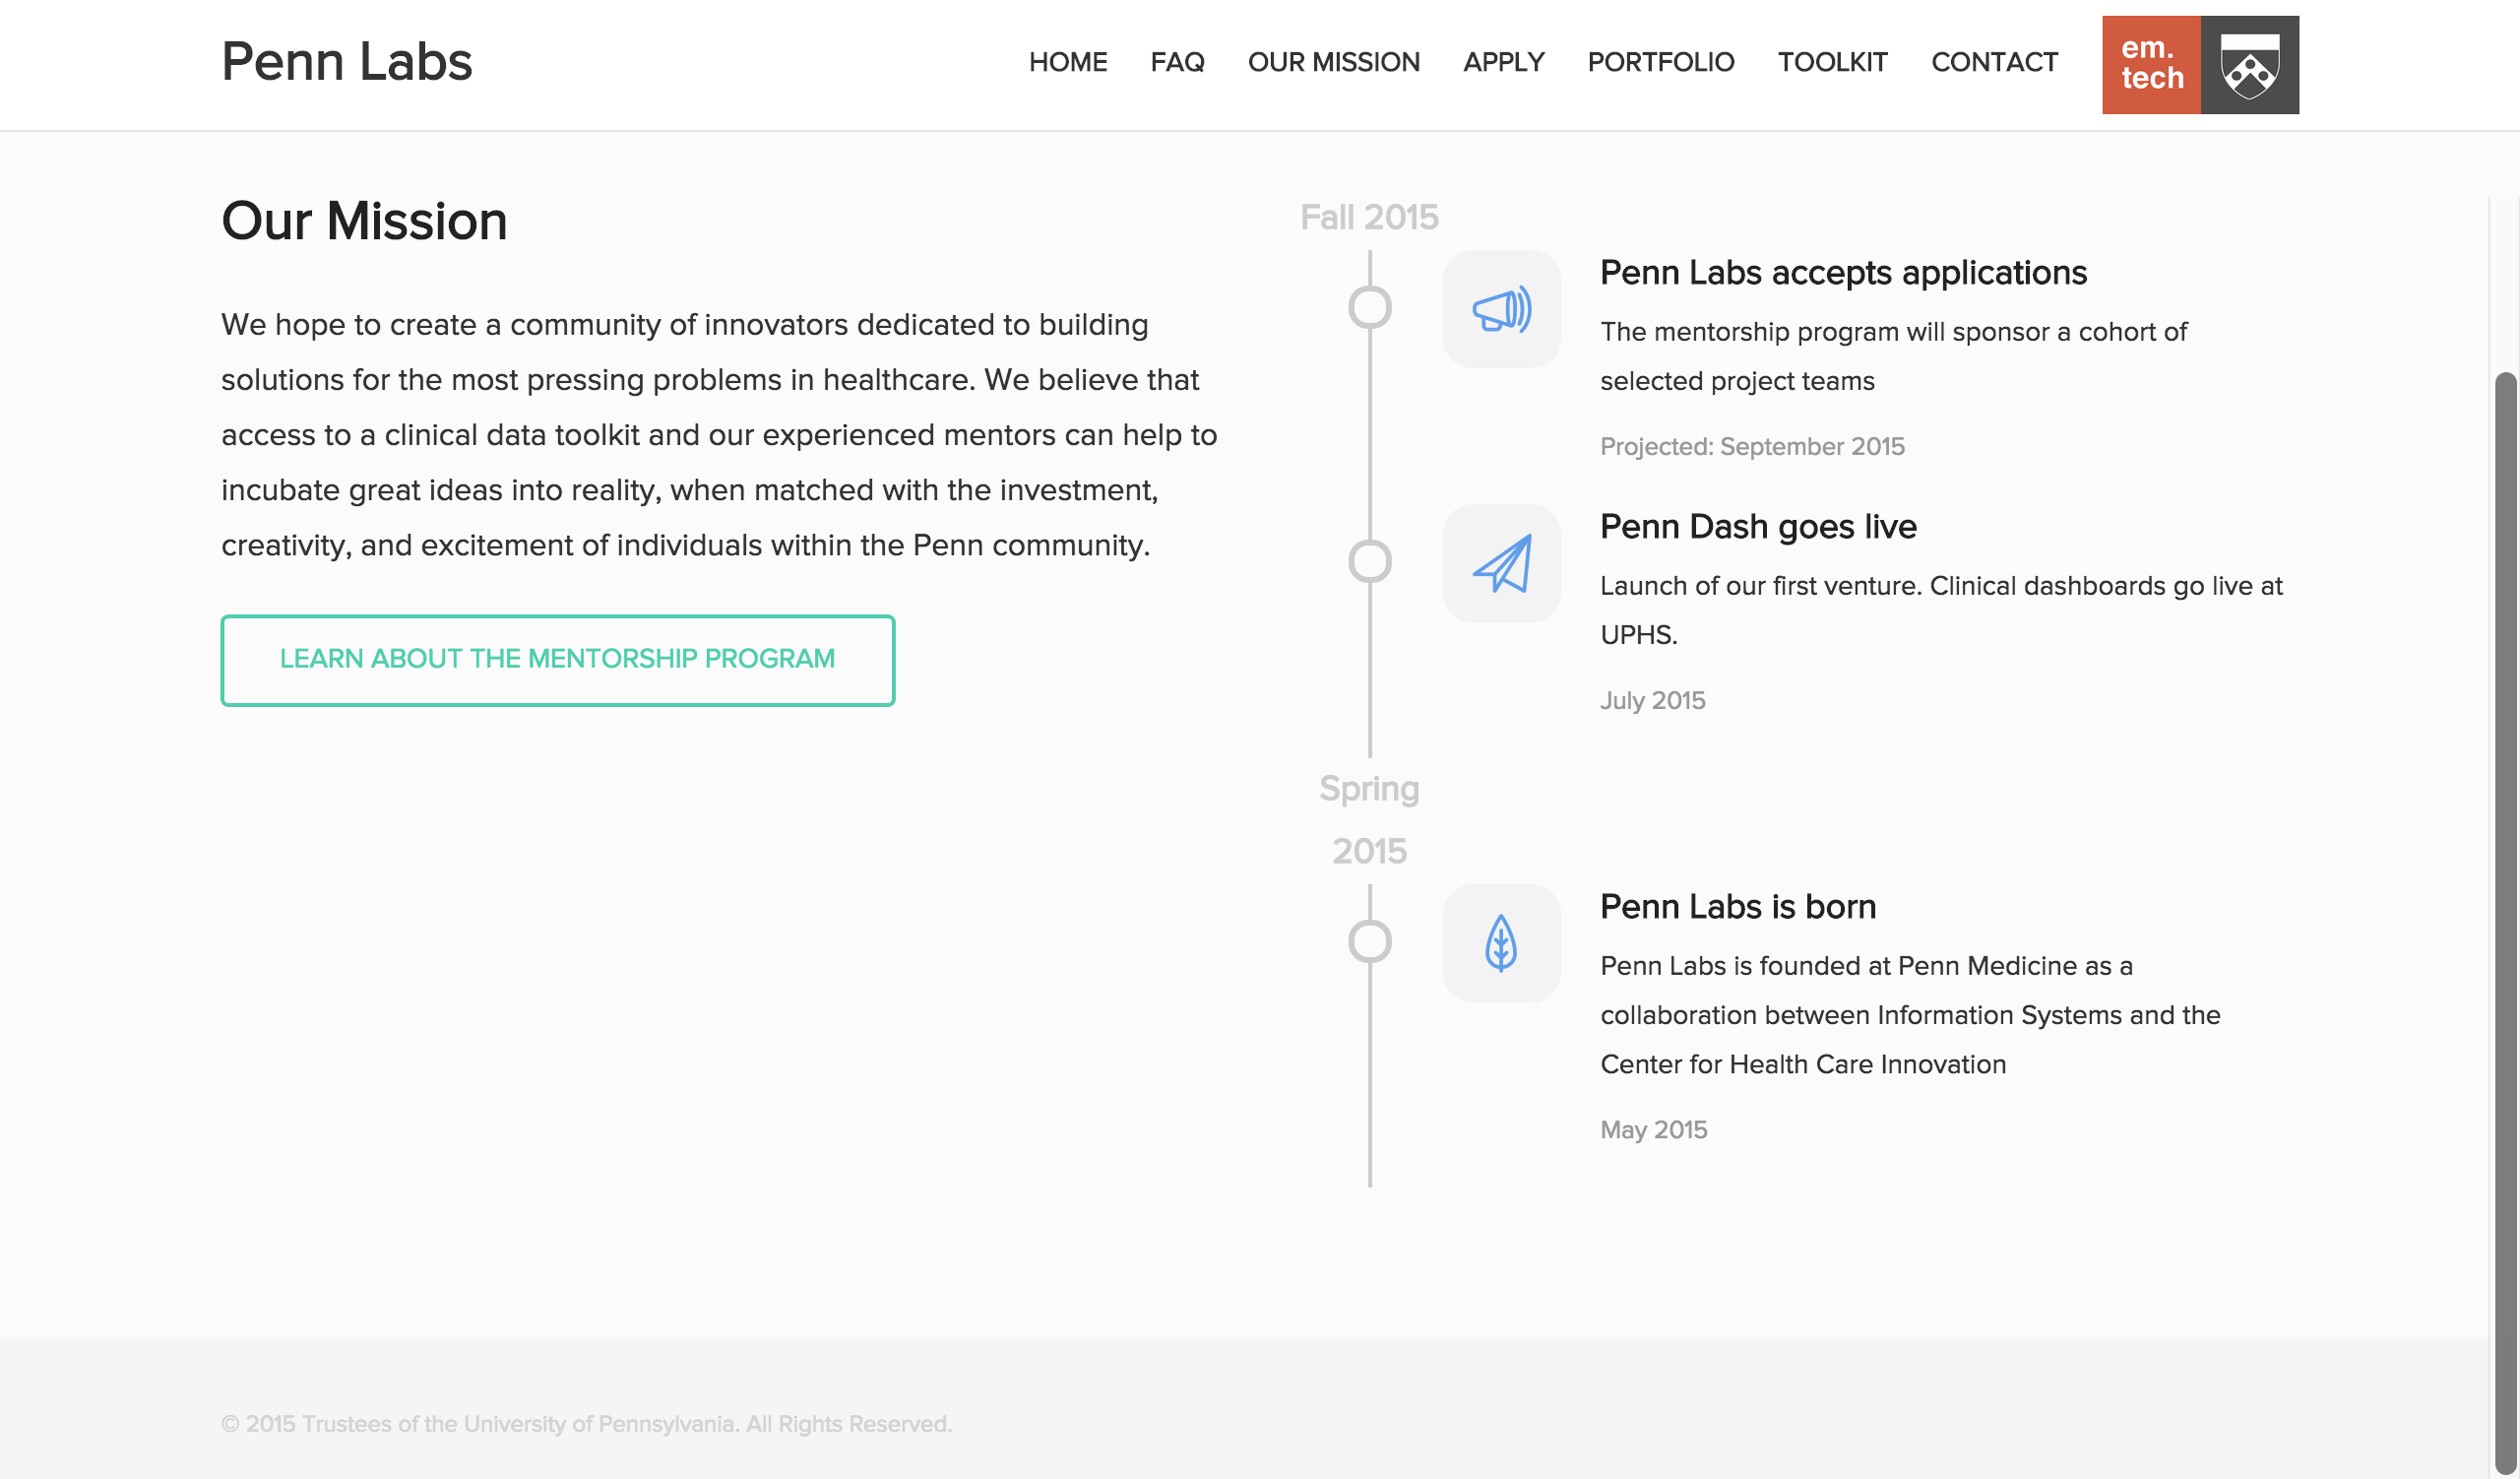 Penn Labs
HOME FAQ OUR MISSION APPLY PORTFOLIO TOOLKIT CONTACT
em.
tech
Our Mission
We hope to create a community of innovators dedicated to building
solutions for the most pressing problems in healthcare. We believe that
access to a clinical data toolkit and our experienced mentors can help to
incubate great ideas into reality, when matched with the investment,
creativity, and excitement of individuals within the Penn community.
LEARN ABOUT THE MENTORSHIP PROGRAM
Fall 2015
Penn Labs accepts applications
The mentorship program will sponsor a cohort of
selected project teams
Projected: September 2015
Penn Dash goes live
Launch of our first venture. Clinical dashboards go live at
UPHS.
July 2015
Spring
2015
Penn Labs is born
Penn Labs is founded at Penn Medicine as a
collaboration between Information Systems and the
Center for Health Care Innovation
May 2015
© 2015 Trustees of the University of Pennsylvania. All Rights Reserved.